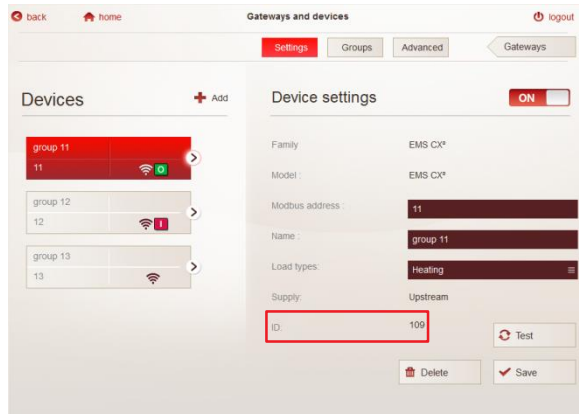 back home Gateways and devices logout
Settings Groups Advanced Gateways
Devices Add
group 11
11 O
group 12
12 I
group 13
13
Device settings ON
Family EMS CX³
Model : EMS CX³
Modbus address : 11
Name : group 11
Load types: Heating
Supply: Upstream
ID: 109
Test
Delete Save